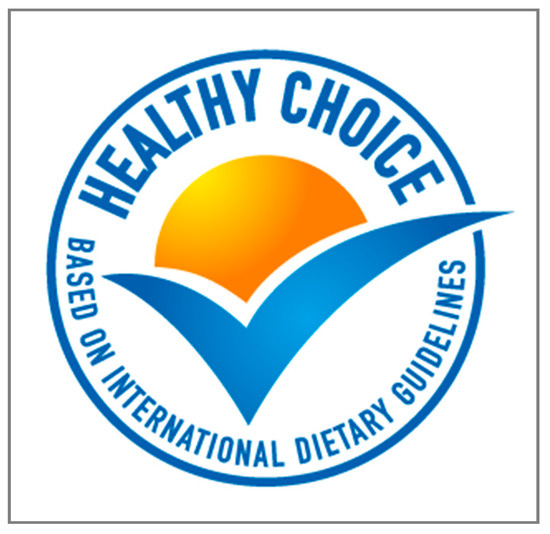 HEALTHY CHOICE
BASED ON INTERNATIONAL DIETARY GUIDELINES